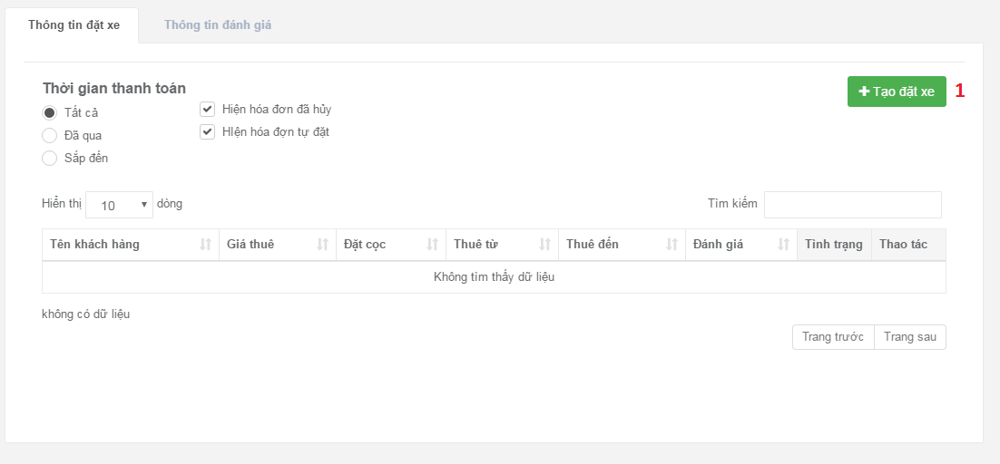 Thông tin đặt xe
Thông tin đánh giá
Thời gian thanh toán
Tạo đặt xe 1
Tất cả
Hiện hóa đơn đã hủy
Đã qua
HIện hóa đợn tự đặt
Sắp đến
Hiển thị 10 dòng
Tìm kiếm
Tên khách hàng Giá thuê Đặt cọc Thuê từ Thuê đến Đánh giá Tình trạng Thao tác
Không tìm thấy dữ liệu
không có dữ liệu
Trang trước Trang sau